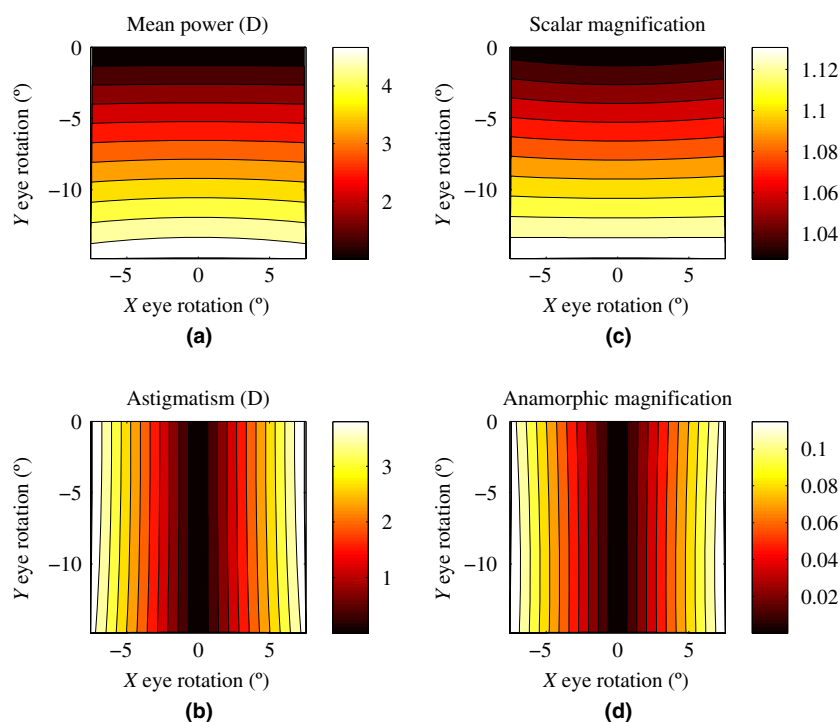 Mean power (D)
0
−5
−10
Y eye rotation (º)
−5 0 5
X eye rotation (º)
4
3
2
(a)
Scalar magnification
0
−5
−10
Y eye rotation (º)
−5 0 5
X eye rotation (º)
1.12
1.10
1.08
1.06
1.04
(c)
Astigmatism (D)
0
−5
−10
Y eye rotation (º)
−5 0 5
X eye rotation (º)
3
2
1
(b)
Anamorphic magnification
0
−5
−10
Y eye rotation (º)
−5 0 5
X eye rotation (º)
0.1
0.08
0.06
0.04
0.02
(d)